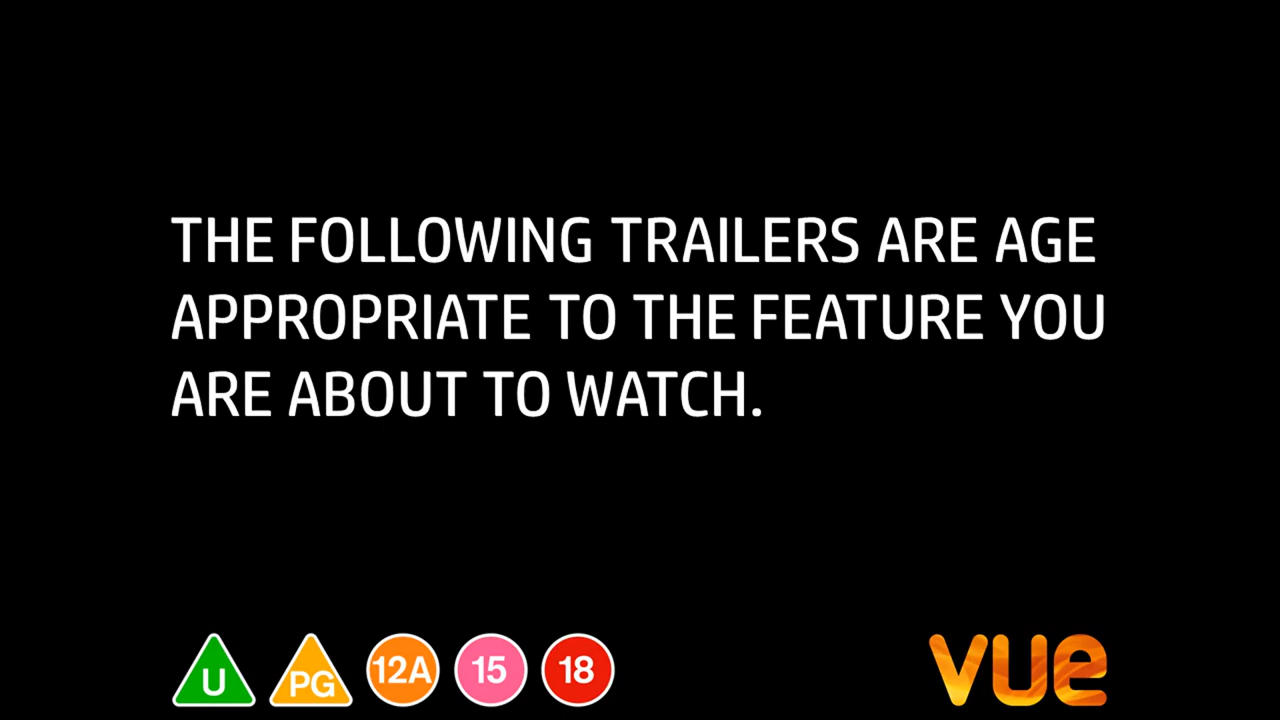 THE FOLLOWING TRAILERS ARE AGE
APPROPRIATE TO THE FEATURE YOU
ARE ABOUT TO WATCH.
U PG 12A 15 18 vue